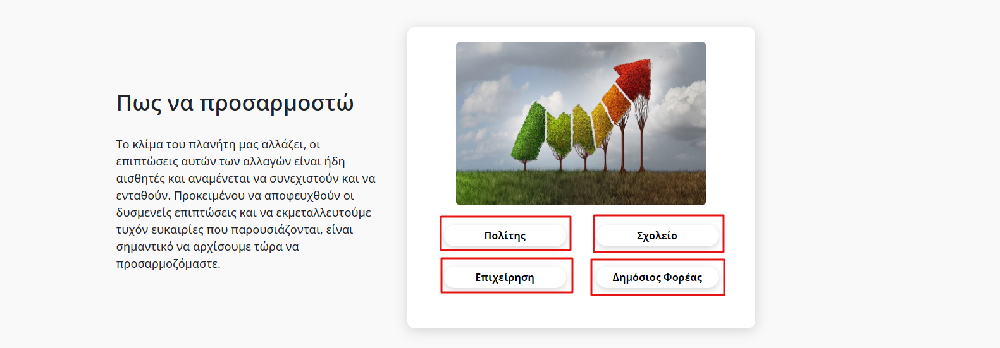 Πως να προσαρμοστώ
Το κλίμα του πλανήτη μας αλλάζει, οι
επιπτώσεις αυτών των αλλαγών είναι ήδη
αισθητές και αναμένεται να συνεχιστούν και να
ενταθούν. Προκειμένου να αποφευχθούν οι
δυσμενείς επιπτώσεις και να εκμεταλλευτούμε
τυχόν ευκαιρίες που παρουσιάζονται, είναι
σημαντικό να αρχίσουμε τώρα να
προσαρμοζόμαστε.
Πολίτης
Σχολείο
Επιχείρηση
Δημόσιος Φορέας